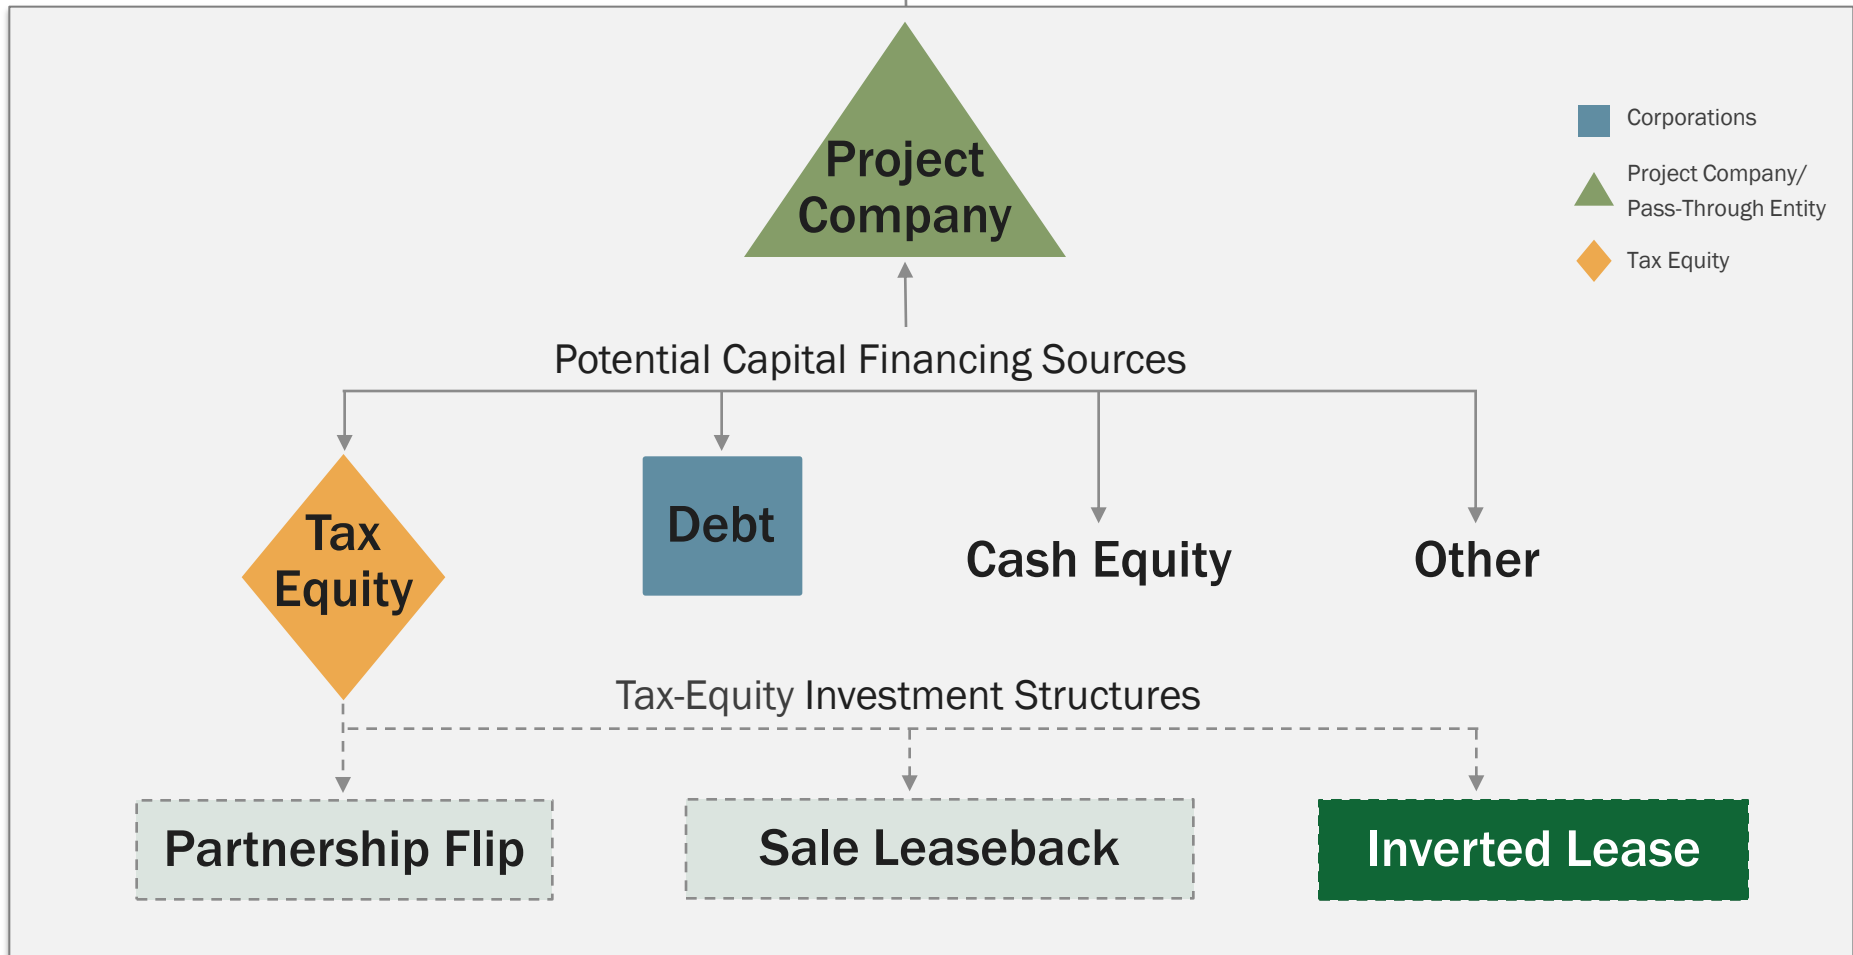 Project
Company
Corporations
Project Company/
Pass-Through Entity
Tax Equity
Potential Capital Financing Sources
Tax
Equity
Debt
Cash Equity
Other
Tax-Equity Investment Structures
Partnership Flip
Sale Leaseback
Inverted Lease